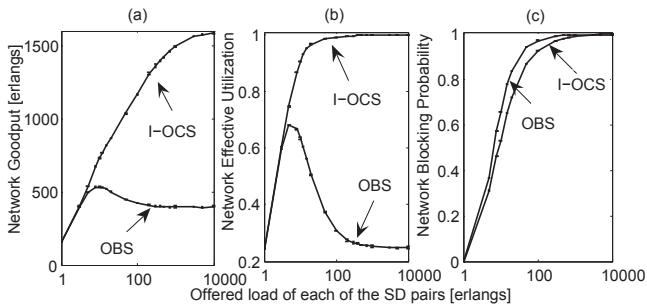 (a)
Network Goodput [erlangs]
1500
1000
500
0
1
100
10000
I−OCS
OBS
(b)
Network Effective Utilization
1
0.8
0.6
0.4
0.2
1
100
10000
I−OCS
OBS
(c)
Network Blocking Probability
1
0.8
0.6
0.4
0.2
0
1
100
10000
I−OCS
OBS
Offered load of each of the SD pairs [erlangs]